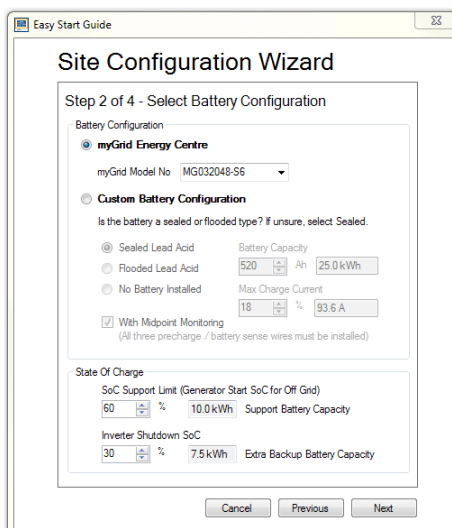 Easy Start Guide
Site Configuration Wizard
Step 2 of 4 - Select Battery Configuration
Battery Configuration
myGrid Energy Centre
myGrid Model No MG032048-S6
Custom Battery Configuration
Is the battery a sealed or flooded type? If unsure, select Sealed.
Sealed Lead Acid Battery Capacity
Flooded Lead Acid 520 Ah 25.0 kWh
No Battery Installed Max Charge Current
18 % 93.6 A
With Midpoint Monitoring
(All three precharge / battery sense wires must be installed)
State Of Charge
SoC Support Limit (Generator Start SoC for Off Grid)
60 % 10.0 kWh Support Battery Capacity
Inverter Shutdown SoC
30 % 7.5 kWh Extra Backup Battery Capacity
Cancel Previous Next